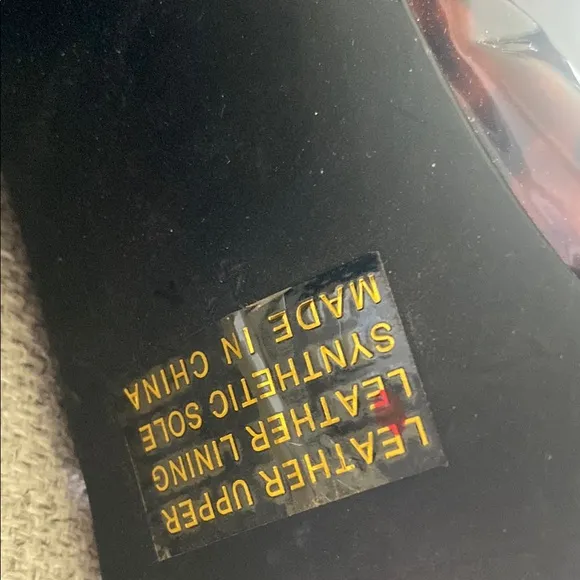 LEATHER UPPER
LEATHER LINING
SYNTHETIC SOLE
MADE IN CHINA